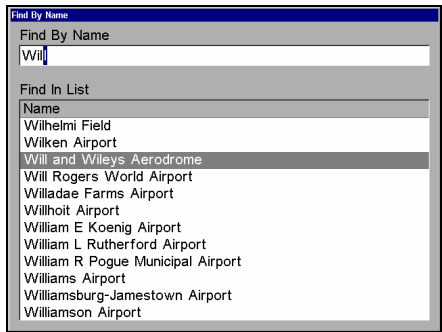 Find By Name
Find By Name
Will
Find In List
Name
Wilhelmi Field
Wilken Airport
Will and Wileys Aerodrome
Will Rogers World Airport
Willadae Farms Airport
Willhoit Airport
William E Koenig Airport
William L Rutherford Airport
William R Pogue Municipal Airport
Williams Airport
Williamsburg-Jamestown Airport
Williamson Airport